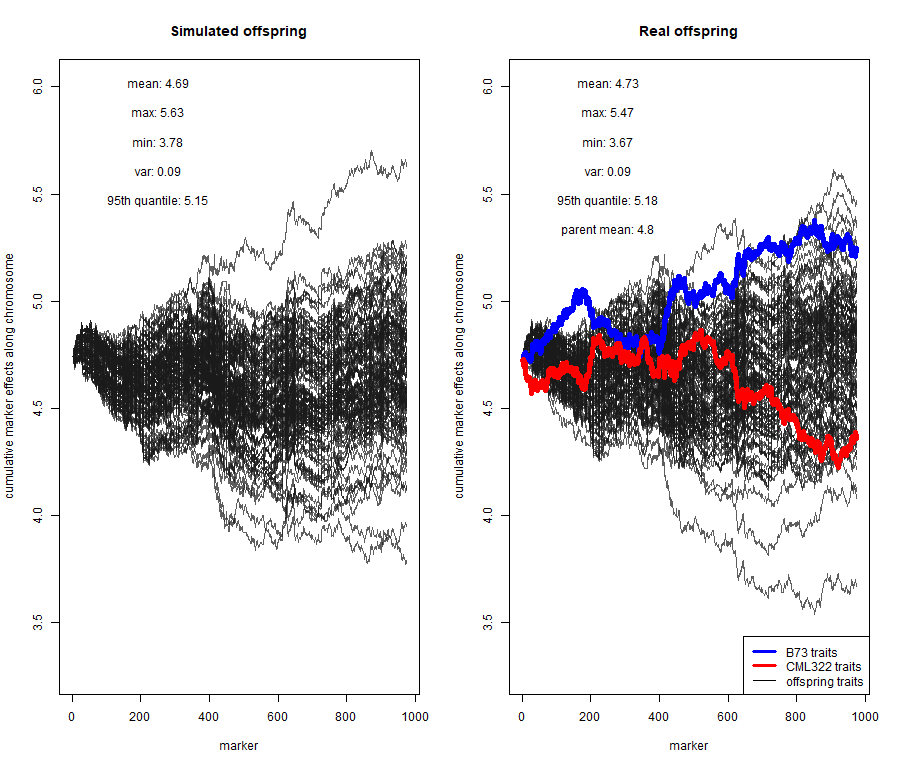 Simulated offspring
mean: 4.69
max: 5.63
min: 3.78
var: 0.09
95th quantile: 5.15
cumulative marker effects along chromosome
6.0
5.5
5.0
4.5
4.0
3.5
0 200 400 600 800 1000
marker
Real offspring
mean: 4.73
max: 5.47
min: 3.67
var: 0.09
95th quantile: 5.18
parent mean: 4.8
cumulative marker effects along chromosome
6.0
5.5
5.0
4.5
4.0
3.5
B73 traits
CML322 traits
offspring traits
0 200 400 600 800 1000
marker